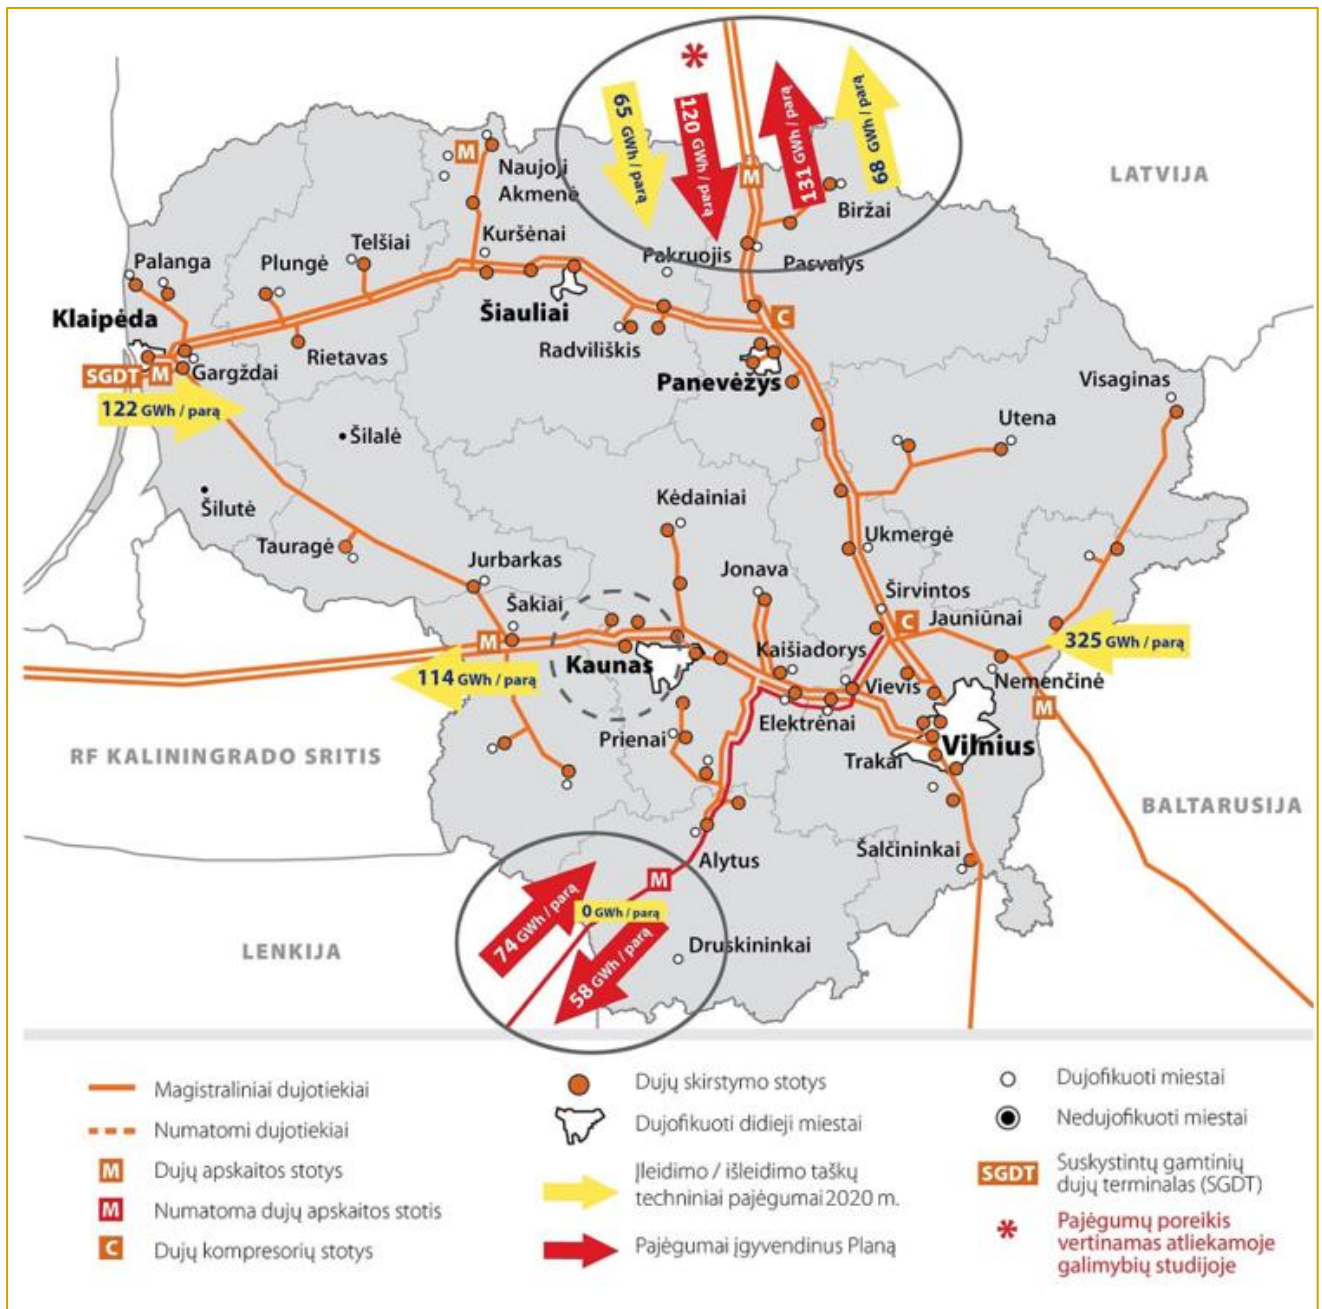 *
65 GWh / parą
120 GWh / parą
131 GWh / parą
68 GWh / parą
LATVIJA
M
Naujoji
Akmenė
M
Biržai
Kuršėnai
Telšiai
Palanga
Plungė
Pakruojis
Pasvalys
Klaipėda
Šiauliai
C
Rietavas
Radviliškis
SGDT M
Gargždai
Panevėžys
Visaginas
122 GWh / parą
Šilalė
Utena
Šilutė
Kėdainiai
Tauragė
Ukmergė
Jurbarkas
Jonava
Širvintos
Šakiai
C
Jauniūnai
M
Kaunas
Kaišiadorys
325 GWh / parą
114 GWh / parą
Vievis
Nemenčinė
M
Elektrėnai
Prienai
Vilnius
RF KALININGRADO SRITIS
Trakai
BALTARUSIJA
Alytus
Šalčininkai
M
74 GWh / parą
0 GWh / parą
58 GWh / parą
Druskininkai
LENKIJA
Magistraliniai dujotiekiai
Numatomi dujotiekiai
M Dujų apskaitos stotys
M Numatoma dujų apskaitos stotis
C Dujų kompresorių stotys
Dujų skirstymo stotys
Dujofikuoti didieji miestai
Įleidimo / išleidimo taškų
techniniai pajėgumai 2020 m.
Pajėgumai įgyvendinus Planą
Dujofikuoti miestai
Nedujofikuoti miestai
SGDT Suskystintų gamtinių
dujų terminalas (SGDT)
* Pajėgumų poreikis
vertinamas atliekamoje
galimybių studijoje